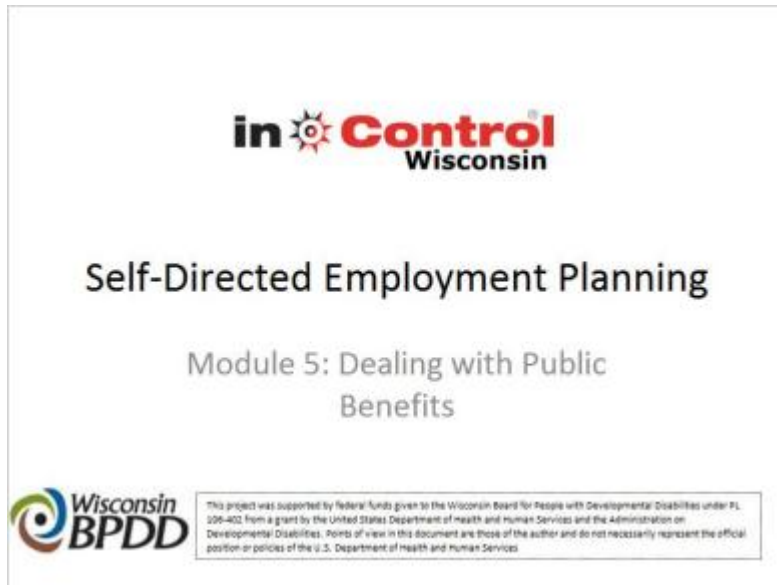 in Control®
Wisconsin
Self-Directed Employment Planning
Module 5: Dealing with Public
Benefits
Wisconsin
BPDD
This project was supported by federal funds given to the Wisconsin Board for People with Developmental Disabilities under PL
106-402 from a grant by the United States Department of Health and Human Services and the Administration on
Developmental Disabilities. Points of view in this document are those of the author and do not necessarily represent the official
position or policies of the U.S. Department of Health and Human Services